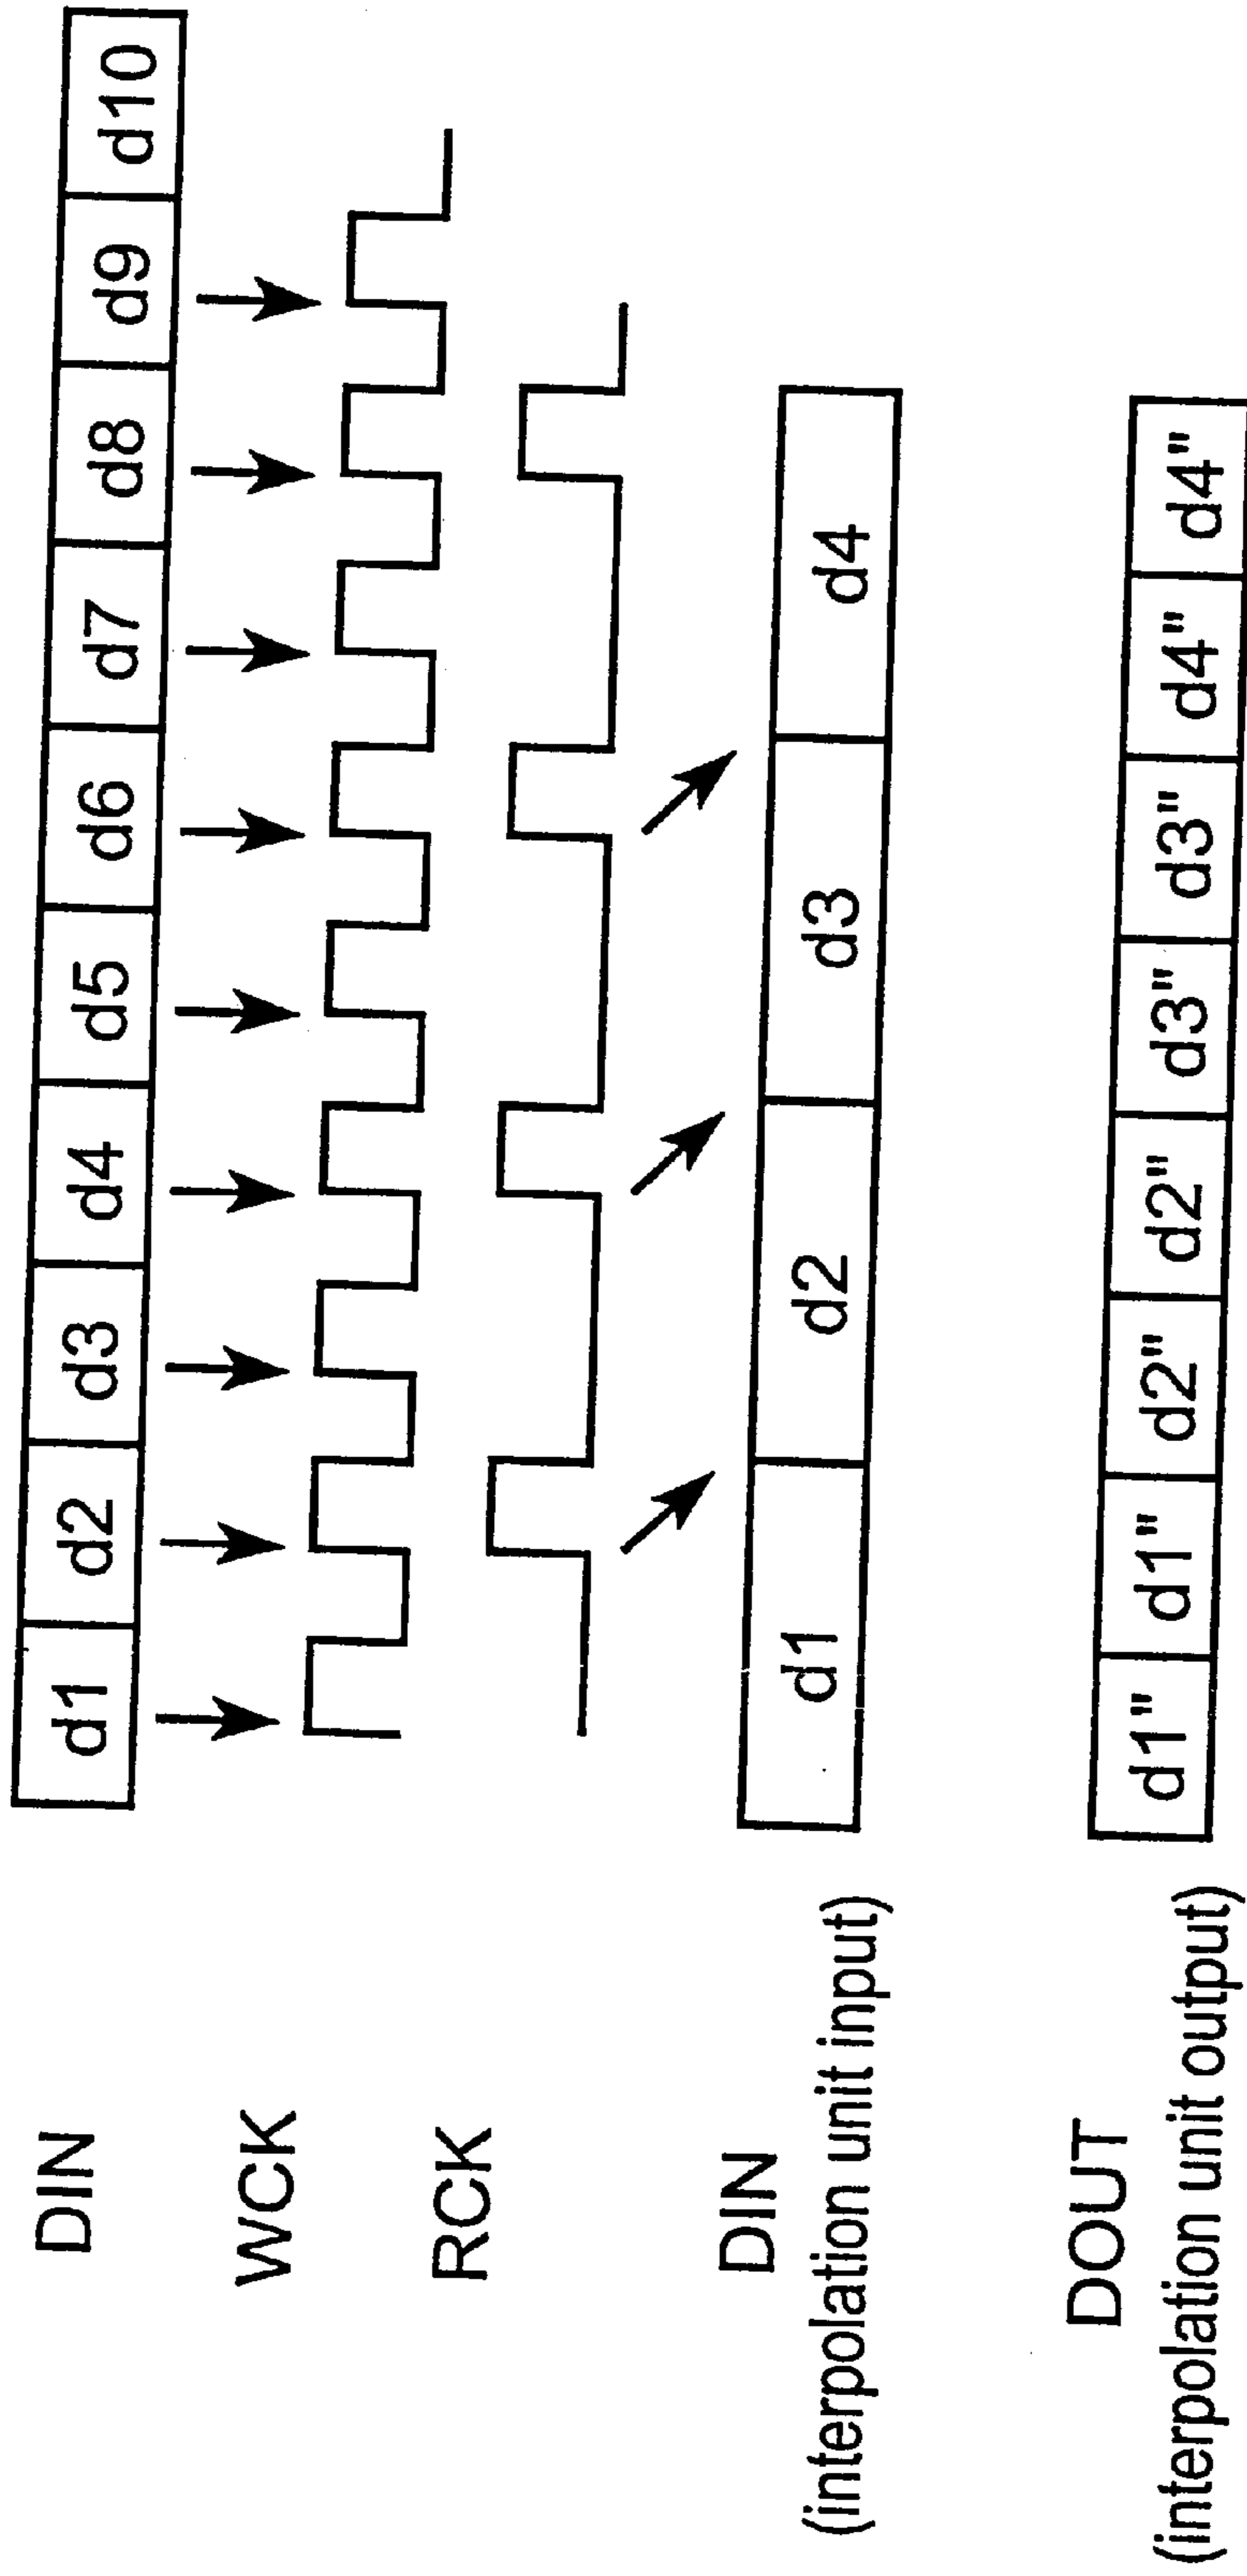 DIN d1 d2 d3 d4 d5 d6 d7 d8 d9 d10
WCK
RCK
DIN d1 d2 d3 d4
(interpolation unit input)
DOUT d1" d1" d2" d2" d3" d3" d4" d4"
(interpolation unit output)